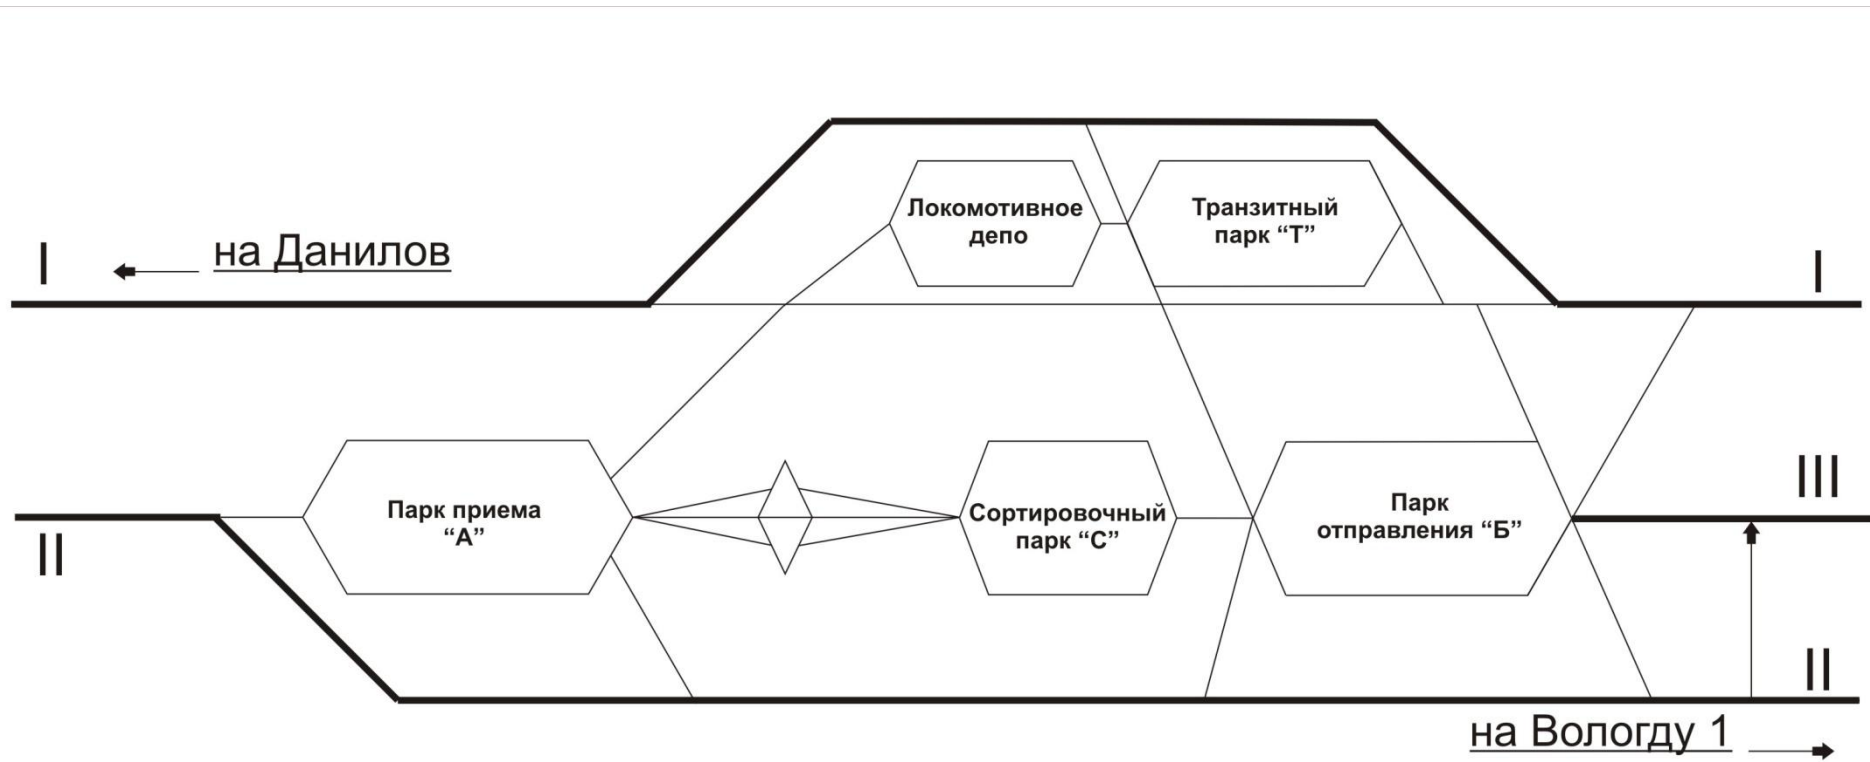 Локомотивное
депо
Транзитный
парк “Т”
I
на Данилов
I
Парк приема
“А”
Сортировочный
парк “С”
Парк
отправления “Б”
III
II
II
на Вологду 1